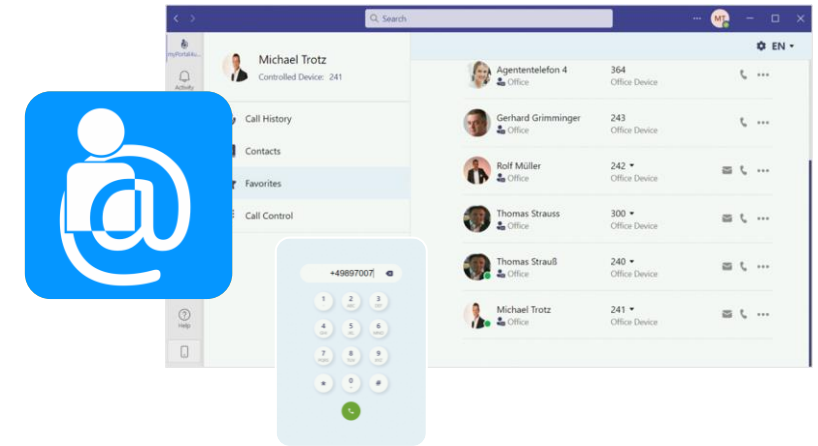 Search
MT
myPortal4u...
Activity
Michael Trotz
Controlled Device: 241
EN
Call History
Contacts
Favorites
Call Control
Help
Agententelefon 4
Office
364
Office Device
Gerhard Grimminger
Office
243
Office Device
Rolf Müller
Office
242
Office Device
Thomas Strauss
Office
300
Office Device
Thomas Strauß
Office
240
Office Device
Michael Trotz
Office
241
Office Device
+49897007
1 2 3
4 5 6
7 8 9
* 0 #